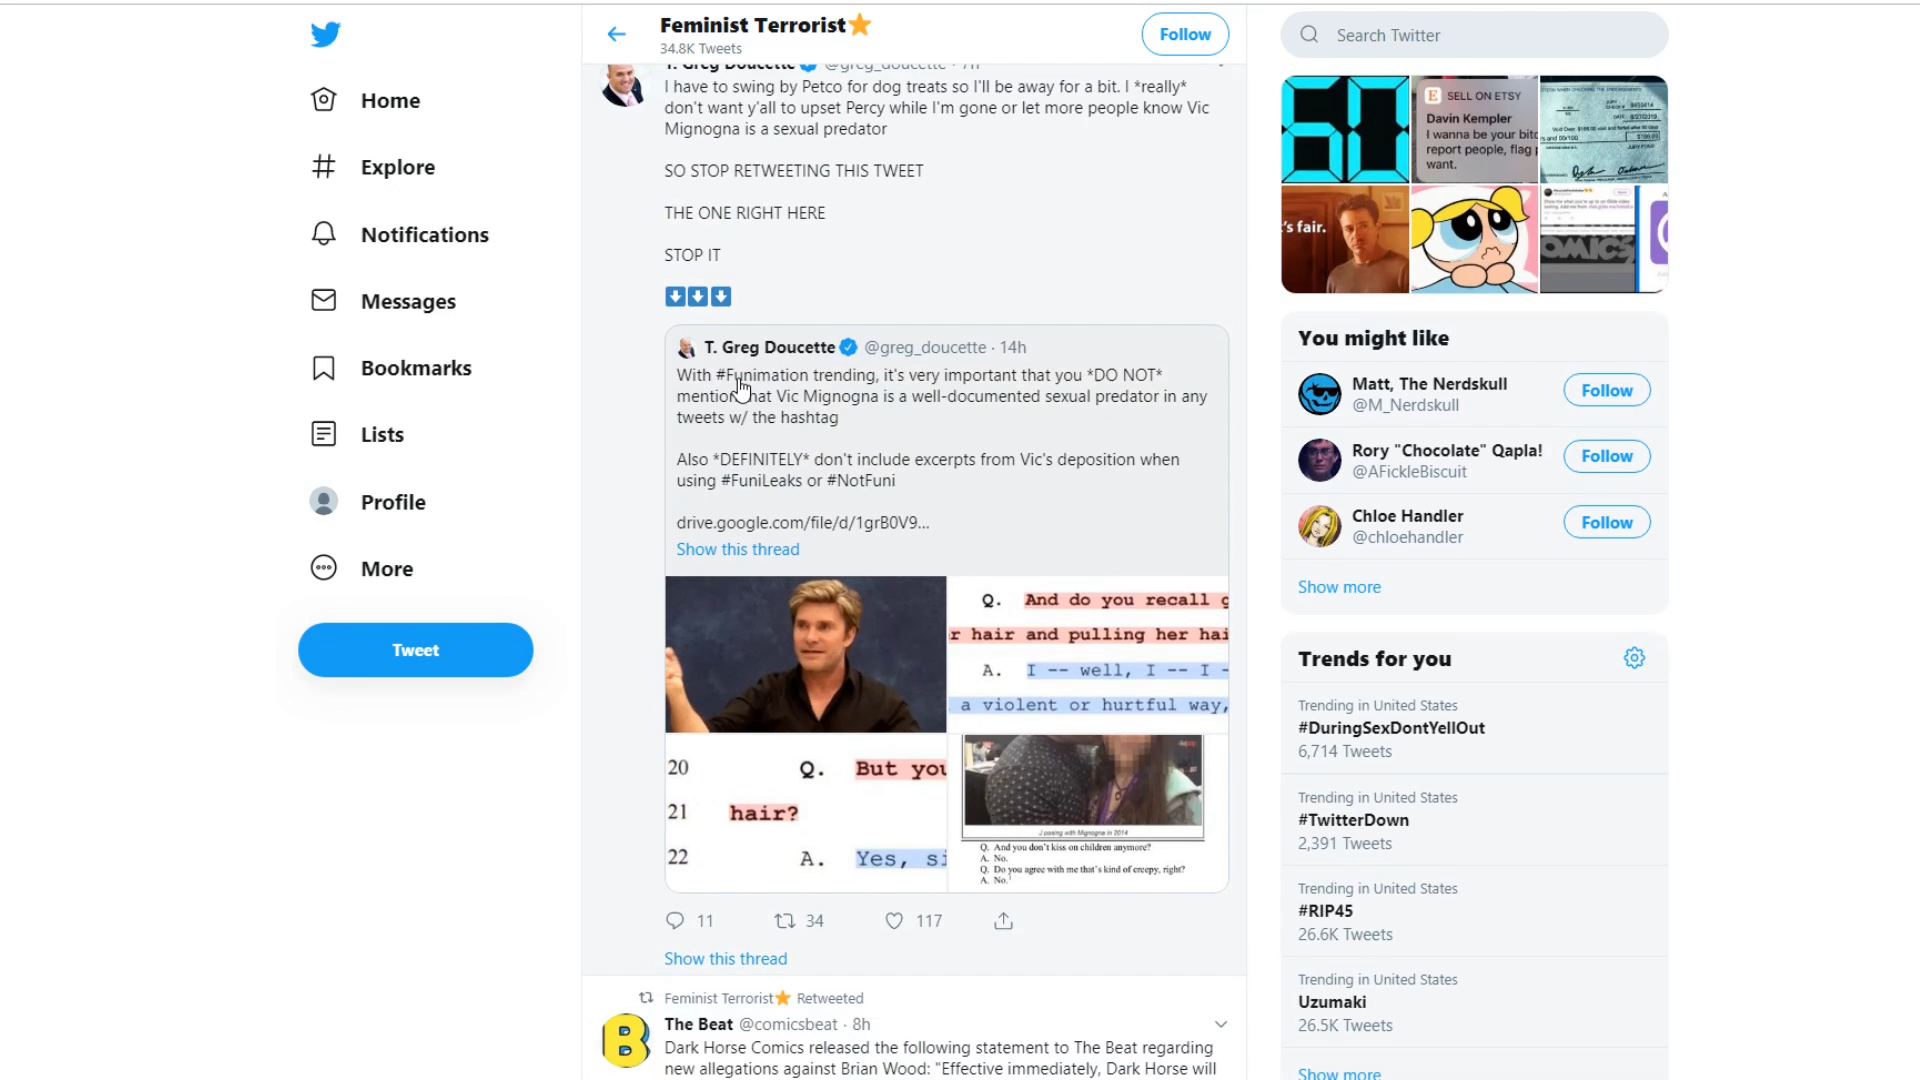 Home
Explore
Notifications
Messages
Bookmarks
Lists
Profile
More
Tweet
Feminist Terrorist
34.8K Tweets
Follow
T. Greg Doucette @greg_doucette · 7h
I have to swing by Petco for dog treats so I'll be away for a bit. I *really*
don't want y'all to upset Percy while I'm gone or let more people know Vic
Mignogna is a sexual predator
SO STOP RETWEETING THIS TWEET
THE ONE RIGHT HERE
STOP IT
T. Greg Doucette @greg_doucette · 14h
With #Funimation trending, it's very important that you *DO NOT*
mention that Vic Mignogna is a well-documented sexual predator in any
tweets w/ the hashtag
Also *DEFINITELY* don't include excerpts from Vic's deposition when
using #FuniLeaks or #NotFuni
drive.google.com/file/d/1grB0V9...
Show this thread
Q. And do you recall g
r hair and pulling her hai
A. I -- well, I -- I -
a violent or hurtful way,
20 Q. But you
21 hair?
22 A. Yes, si
J posing with Mignogna in 2014
Q. And you don't kiss on children anymore?
A. No.
Q. Do you agree with me that's kind of creepy, right?
A. No.
11 34 117
Show this thread
Feminist Terrorist Retweeted
The Beat @comicsbeat · 8h
Dark Horse Comics released the following statement to The Beat regarding
new allegations against Brian Wood: "Effective immediately, Dark Horse will
Search Twitter
E SELL ON ETSY
Davin Kempler
I wanna be your bitc
report people, flag p
want.
's fair.
OMICS
You might like
Matt, The Nerdskull
@M_Nerdskull
Follow
Rory "Chocolate" Qapla!
@AFickleBiscuit
Follow
Chloe Handler
@chloehandler
Follow
Show more
Trends for you
Trending in United States
#DuringSexDontYellOut
6,714 Tweets
Trending in United States
#TwitterDown
2,391 Tweets
Trending in United States
#RIP45
26.6K Tweets
Trending in United States
Uzumaki
26.5K Tweets
Show more